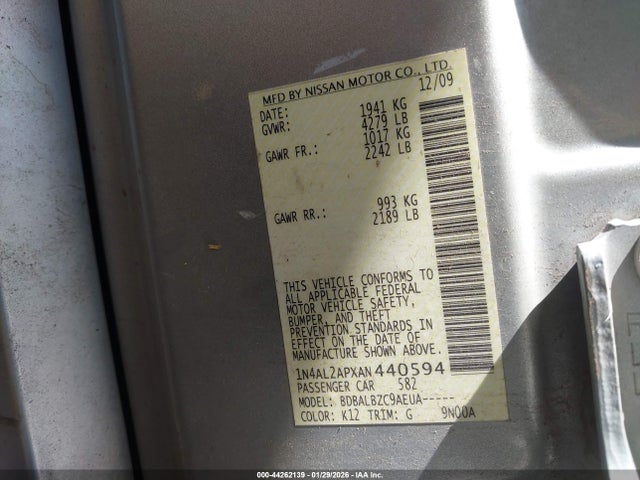 MFD BY NISSAN MOTOR CO., LTD.
DATE: 12/09
GVWR: 1941 KG
4279 LB
GAWR FR.: 1017 KG
2242 LB
GAWR RR.: 993 KG
2189 LB
THIS VEHICLE CONFORMS TO
ALL APPLICABLE FEDERAL
MOTOR VEHICLE SAFETY,
BUMPER, AND THEFT
PREVENTION STANDARDS IN
EFFECT ON THE DATE OF
MANUFACTURE SHOWN ABOVE.
1N4AL2APXAN440594
PASSENGER CAR 582
MODEL: BDBALBZC9AEUA-----
COLOR: K12 TRIM: G 9N00A
000-44262139 - 01/29/2026 - IAA Inc.